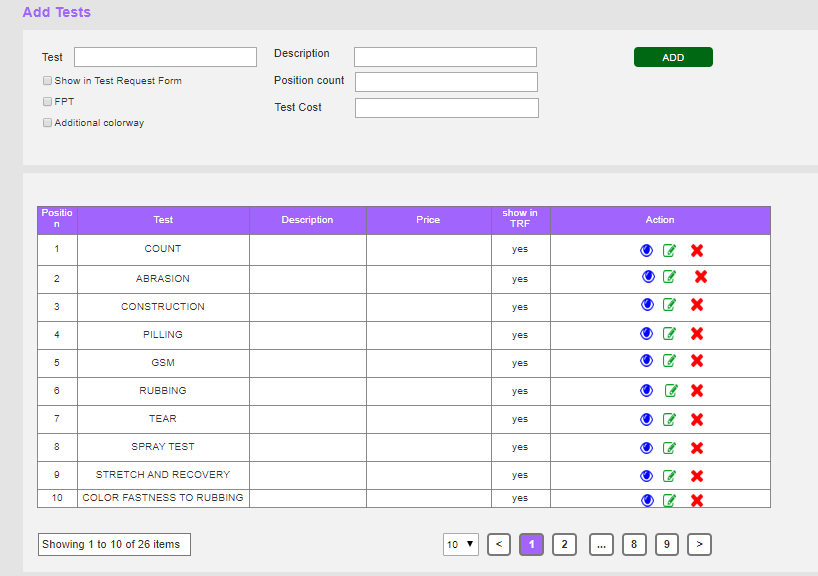 Add Tests
Test
Description
ADD
Show in Test Request Form
Position count
FPT
Test Cost
Additional colorway
Positio
n
Test
Description
Price
show in
TRF
Action
1 COUNT yes
2 ABRASION yes
3 CONSTRUCTION yes
4 PILLING yes
5 GSM yes
6 RUBBING yes
7 TEAR yes
8 SPRAY TEST yes
9 STRETCH AND RECOVERY yes
10 COLOR FASTNESS TO RUBBING yes
Showing 1 to 10 of 26 items
10 ▼ < 1 2 ... 8 9 >